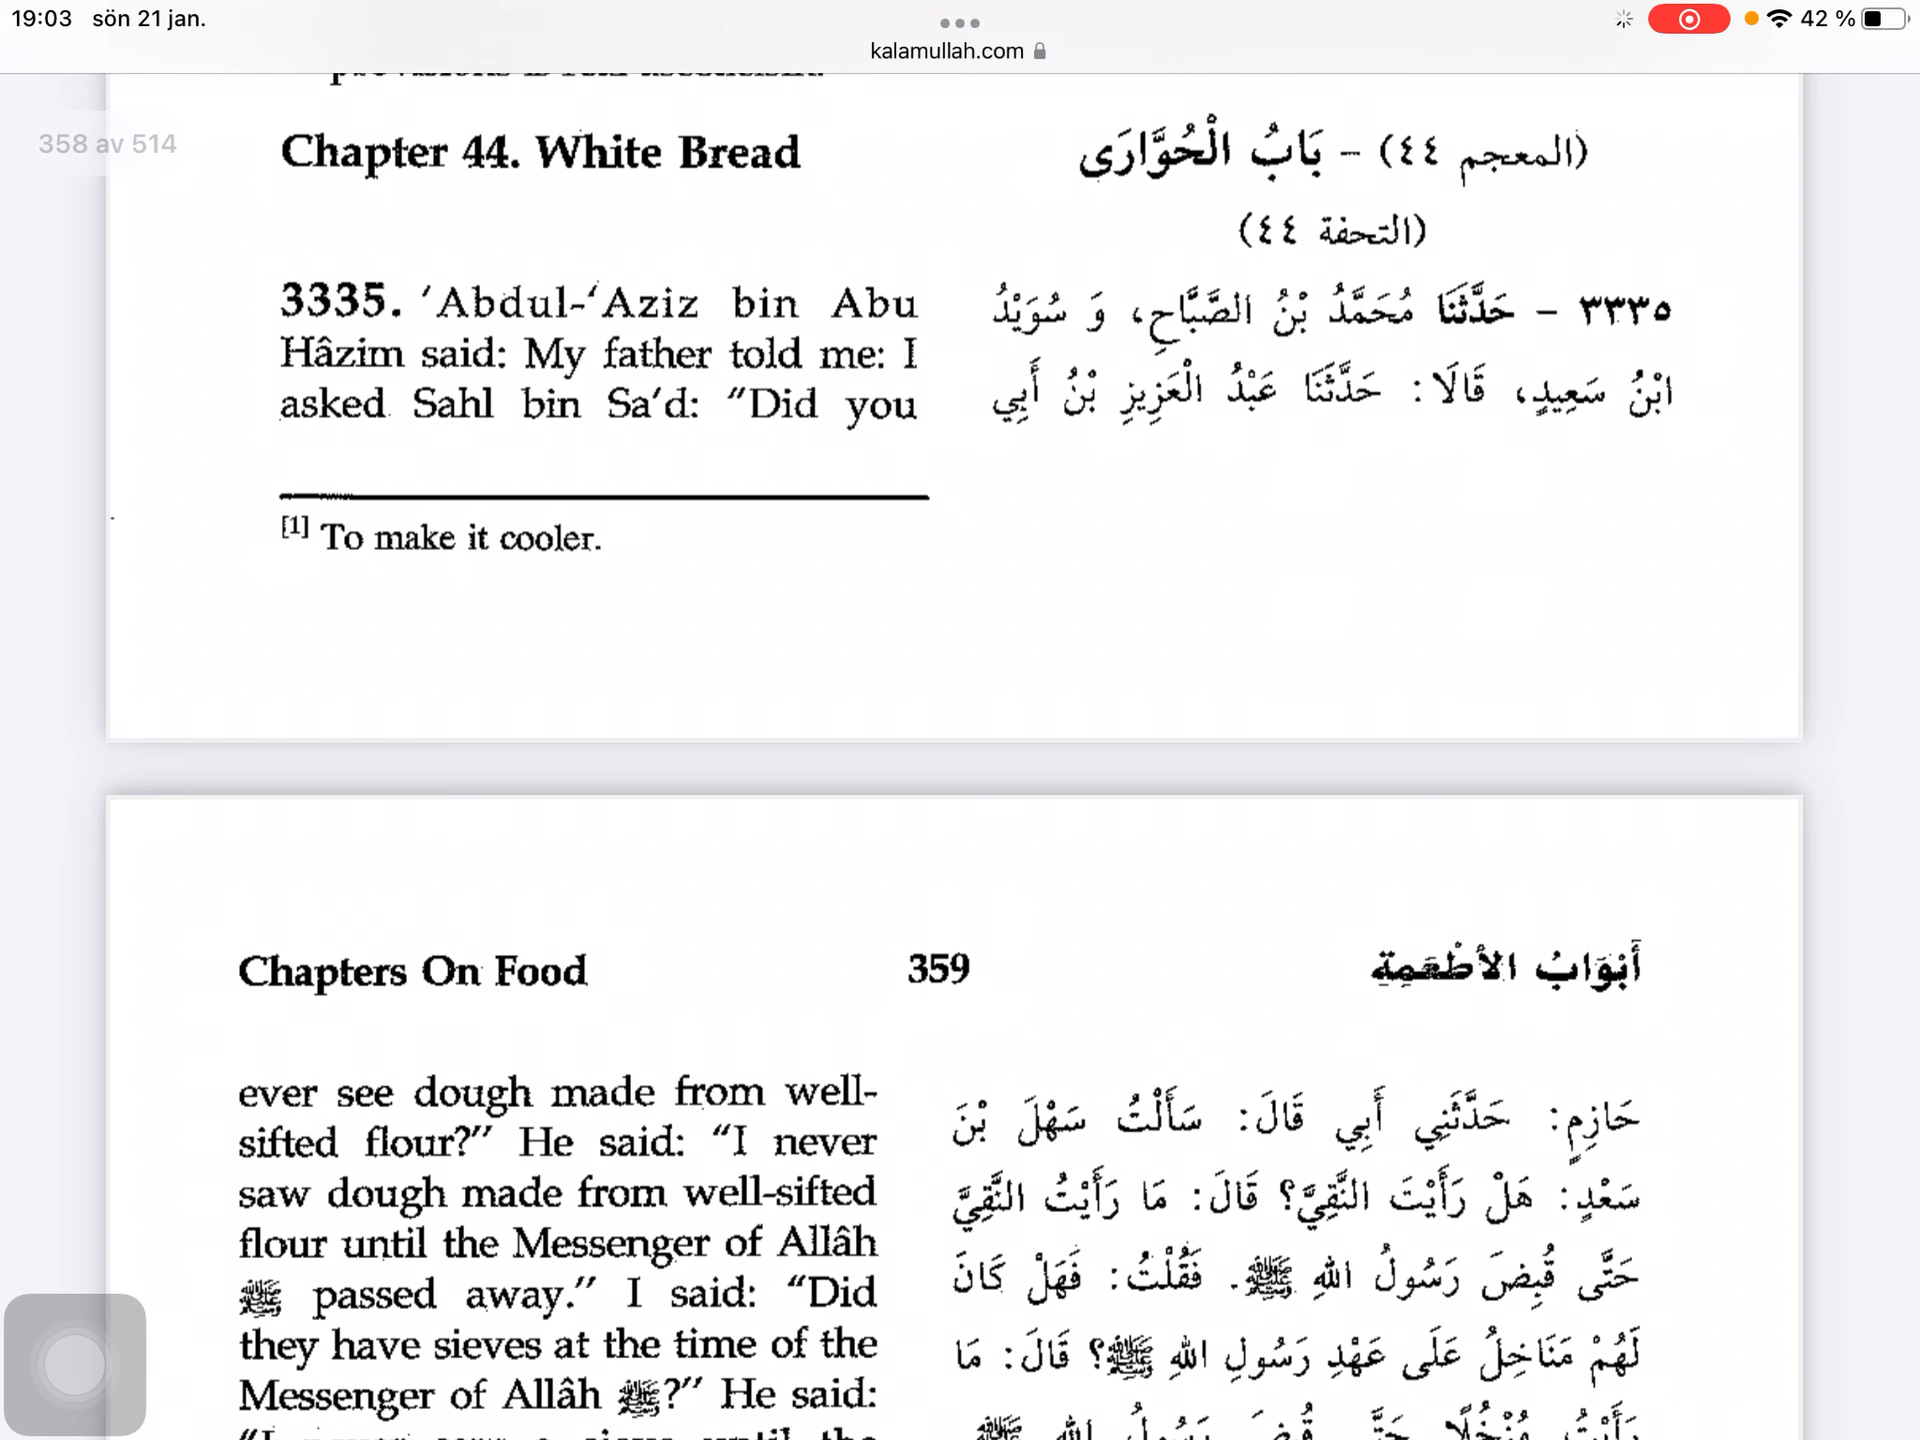 19:03 sön 21 jan.
42 %
kalamullah.com
358 av 514
Chapter 44. White Bread
(المعجم ٤٤) - بَابُ الْحُوَّارَى
(التحفة ٤٤)
3335. 'Abdul-'Aziz bin Abu
Hâzim said: My father told me: I
asked Sahl bin Sa'd: "Did you
٣٣٣٥ - حَدَّثَنَا مُحَمَّدُ بْنُ الصَّبَّاحِ، وَ سُوَيْدُ
ابْنُ سَعِيدٍ، قَالَا: حَدَّثَنَا عَبْدُ الْعَزِيزِ بْنُ أَبِي
[1] To make it cooler.
Chapters On Food
359
أَبْوَابُ الأَطْعِمَةِ
ever see dough made from well-
sifted flour?" He said: "I never
saw dough made from well-sifted
flour until the Messenger of Allâh
ﷺ passed away." I said: "Did
they have sieves at the time of the
Messenger of Allâh ﷺ?" He said:
حَازِمٍ: حَدَّثَنِي أَبِي قَالَ: سَأَلْتُ سَهْلَ بْنَ
سَعْدٍ: هَلْ رَأَيْتَ النَّقِيَّ؟ قَالَ: مَا رَأَيْتُ النَّقِيَّ
حَتَّى قُبِضَ رَسُولُ اللهِ ﷺ. فَقُلْتُ: فَهَلْ كَانَ
لَهُمْ مَنَاخِلُ عَلَى عَهْدِ رَسُولِ اللهِ ﷺ؟ قَالَ: مَا